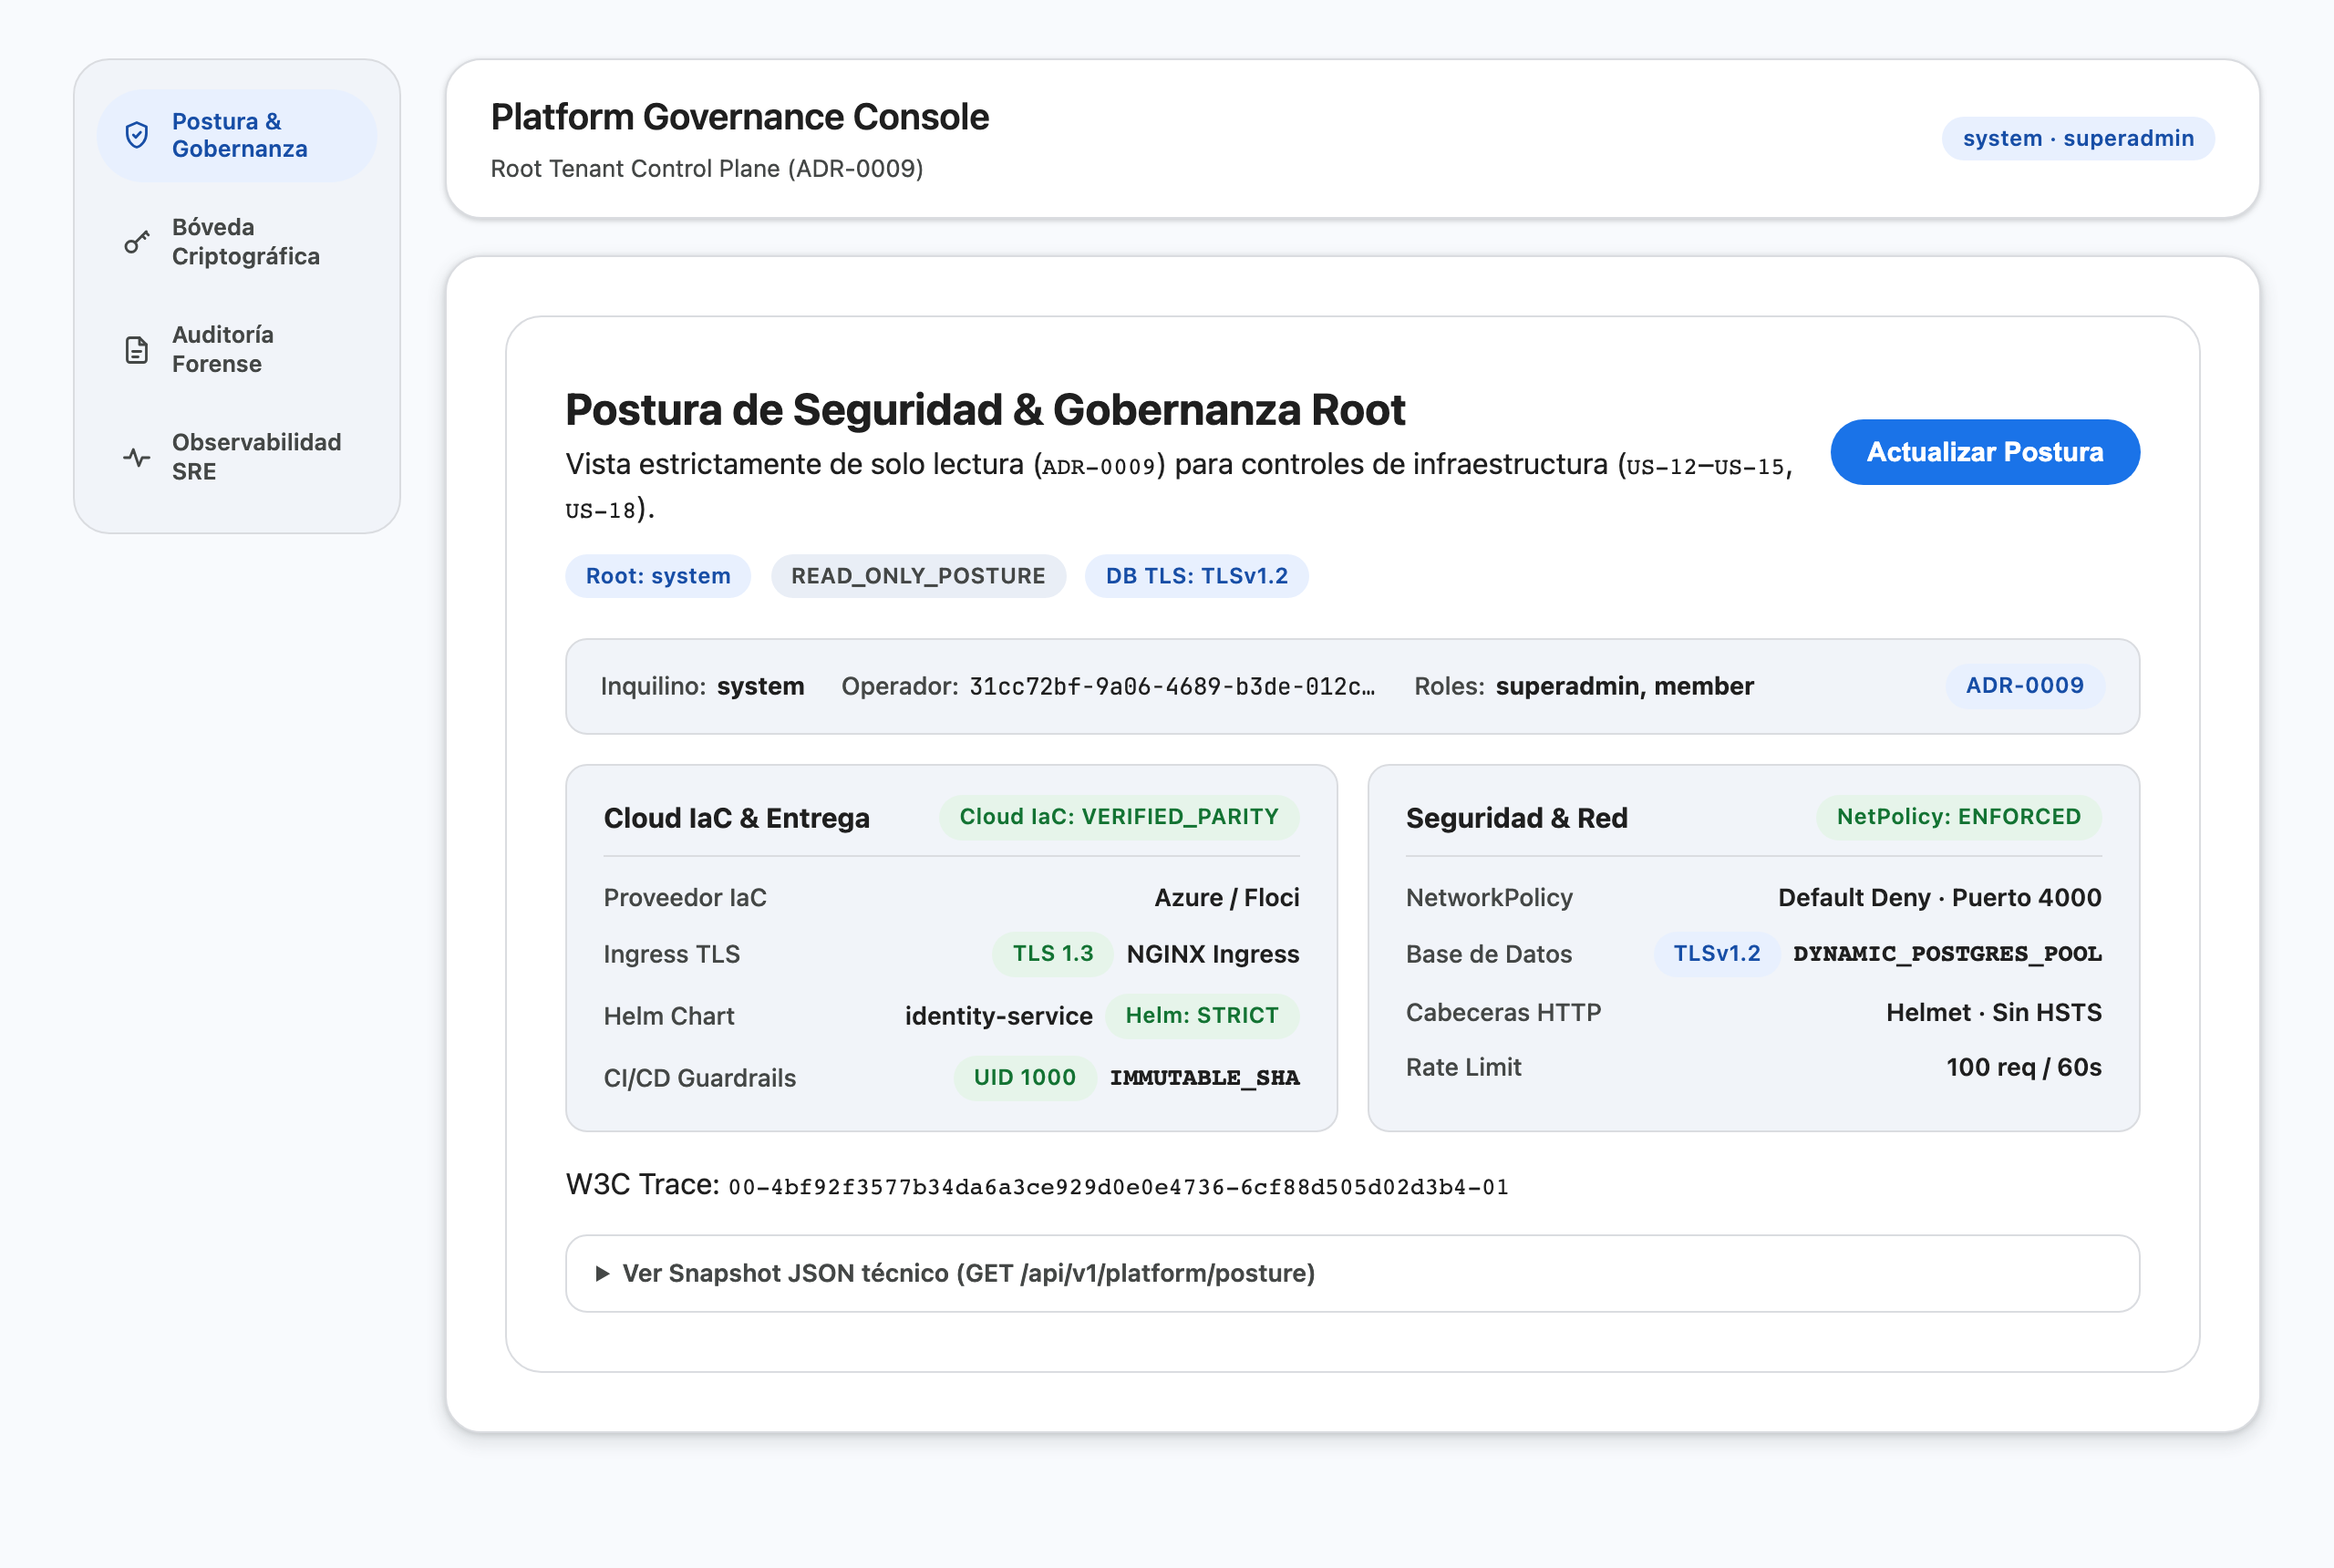 Postura &
Gobernanza
Bóveda
Criptográfica
Auditoría
Forense
Observabilidad
SRE
Platform Governance Console
Root Tenant Control Plane (ADR-0009)
system · superadmin
Postura de Seguridad & Gobernanza Root
Vista estrictamente de solo lectura (ADR-0009) para controles de infraestructura (US-12–US-15,
US-18).
Actualizar Postura
Root: system READ_ONLY_POSTURE DB TLS: TLSv1.2
Inquilino: system Operador: 31cc72bf-9a06-4689-b3de-012c… Roles: superadmin, member ADR-0009
Cloud IaC & Entrega Cloud IaC: VERIFIED_PARITY
Proveedor IaC Azure / Floci
Ingress TLS TLS 1.3 NGINX Ingress
Helm Chart identity-service Helm: STRICT
CI/CD Guardrails UID 1000 IMMUTABLE_SHA
Seguridad & Red NetPolicy: ENFORCED
NetworkPolicy Default Deny · Puerto 4000
Base de Datos TLSv1.2 DYNAMIC_POSTGRES_POOL
Cabeceras HTTP Helmet · Sin HSTS
Rate Limit 100 req / 60s
W3C Trace: 00-4bf92f3577b34da6a3ce929d0e0e4736-6cf88d505d02d3b4-01
▶ Ver Snapshot JSON técnico (GET /api/v1/platform/posture)